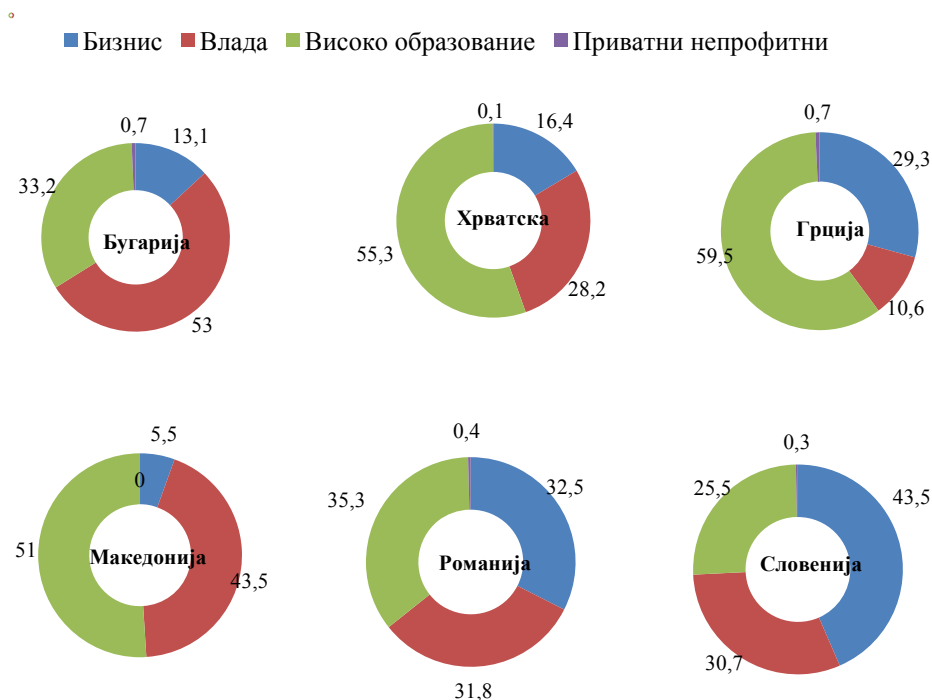 Бизнис Влада Високо образование Приватни непрофитни
0,7 13,1 33,2 Бугарија 53
0,1 16,4 55,3 Хрватска 28,2
0,7 29,3 59,5 Грција 10,6
5,5 0 51 Македонија 43,5
0,4 32,5 35,3 Романија 31,8
0,3 43,5 25,5 Словенија 30,7